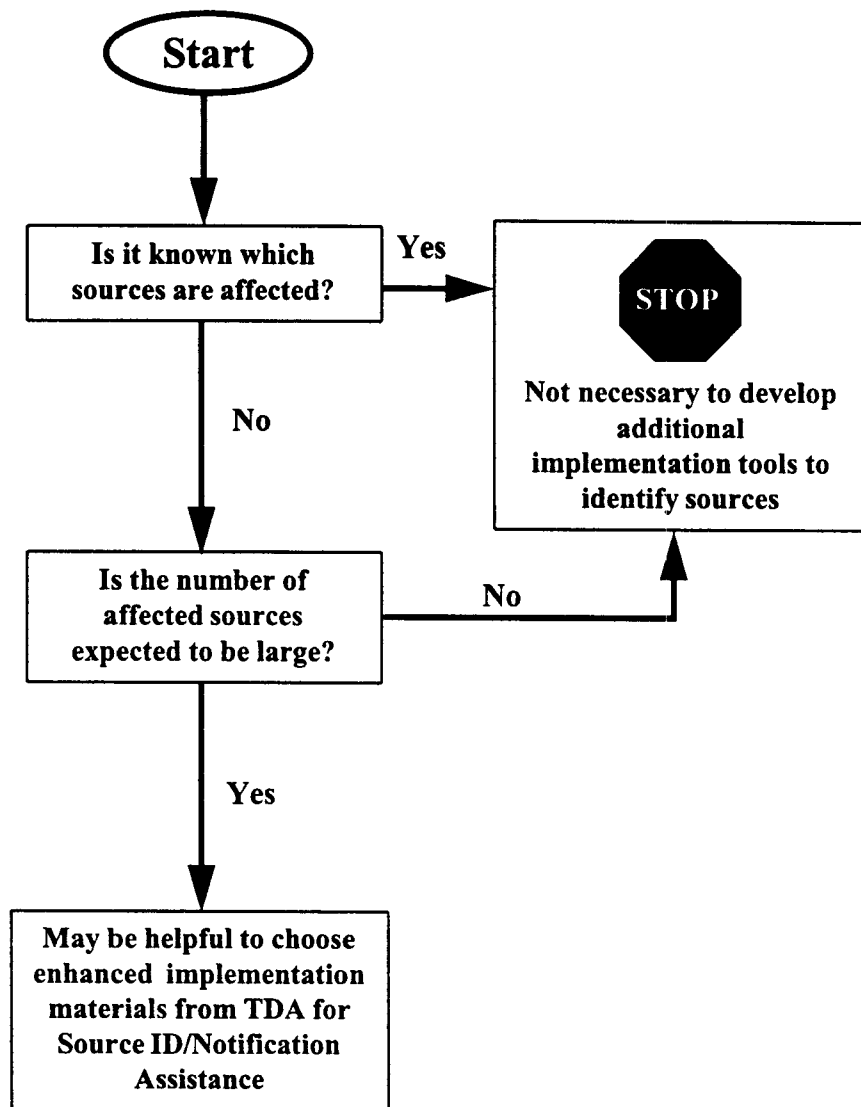 Start
Is it known which
sources are affected?
Yes
STOP
Not necessary to develop
additional
implementation tools to
identify sources
No
Is the number of
affected sources
expected to be large?
No
Yes
May be helpful to choose
enhanced implementation
materials from TDA for
Source ID/Notification
Assistance